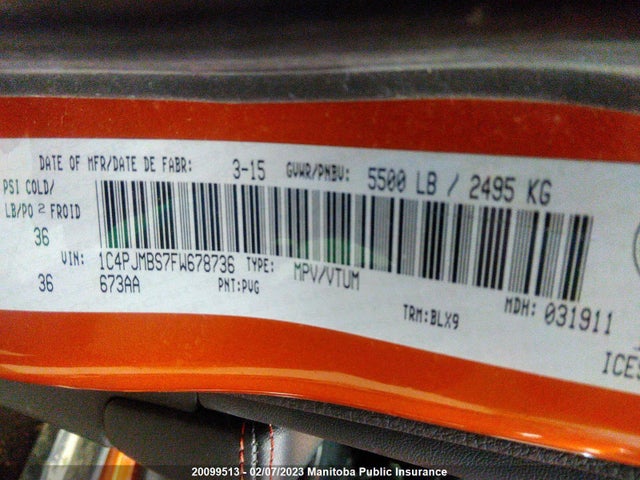 DATE OF MFR/DATE DE FABR: 3-15 GVWR/PNBV: 5500 LB / 2495 KG
PSI COLD/
LB/PO 2 FROID
36
VIN: 1C4PJMBS7FW678736 TYPE: MPV/VTUM MDH: 031911
36 673AA PNT:PVG TRM:BLX9
ICES
20099513 - 02/07/2023 Manitoba Public Insurance